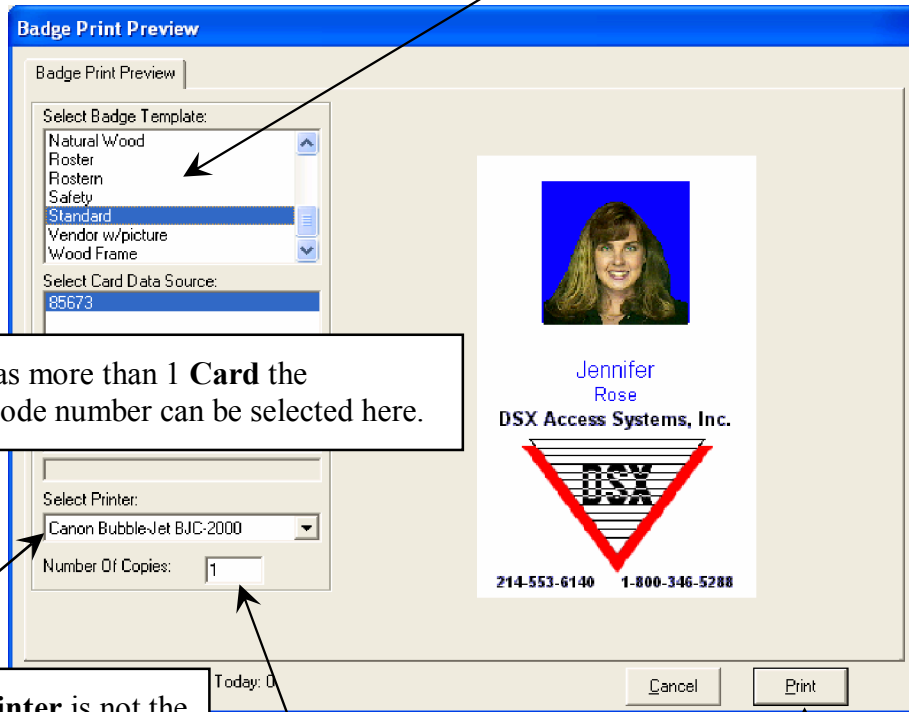 Badge Print Preview
Badge Print Preview
Select Badge Template:
Natural Wood
Roster
Rostern
Safety
Standard
Vendor w/picture
Wood Frame
Select Card Data Source:
85673
as more than 1 Card the
ode number can be selected here.
Select Printer:
Canon Bubble-Jet BJC-2000
Number Of Copies: 1
Jennifer
Rose
DSX Access Systems, Inc.
DSX
214-553-6140 1-800-346-5288
inter is not the
Today: 0
Cancel
Print